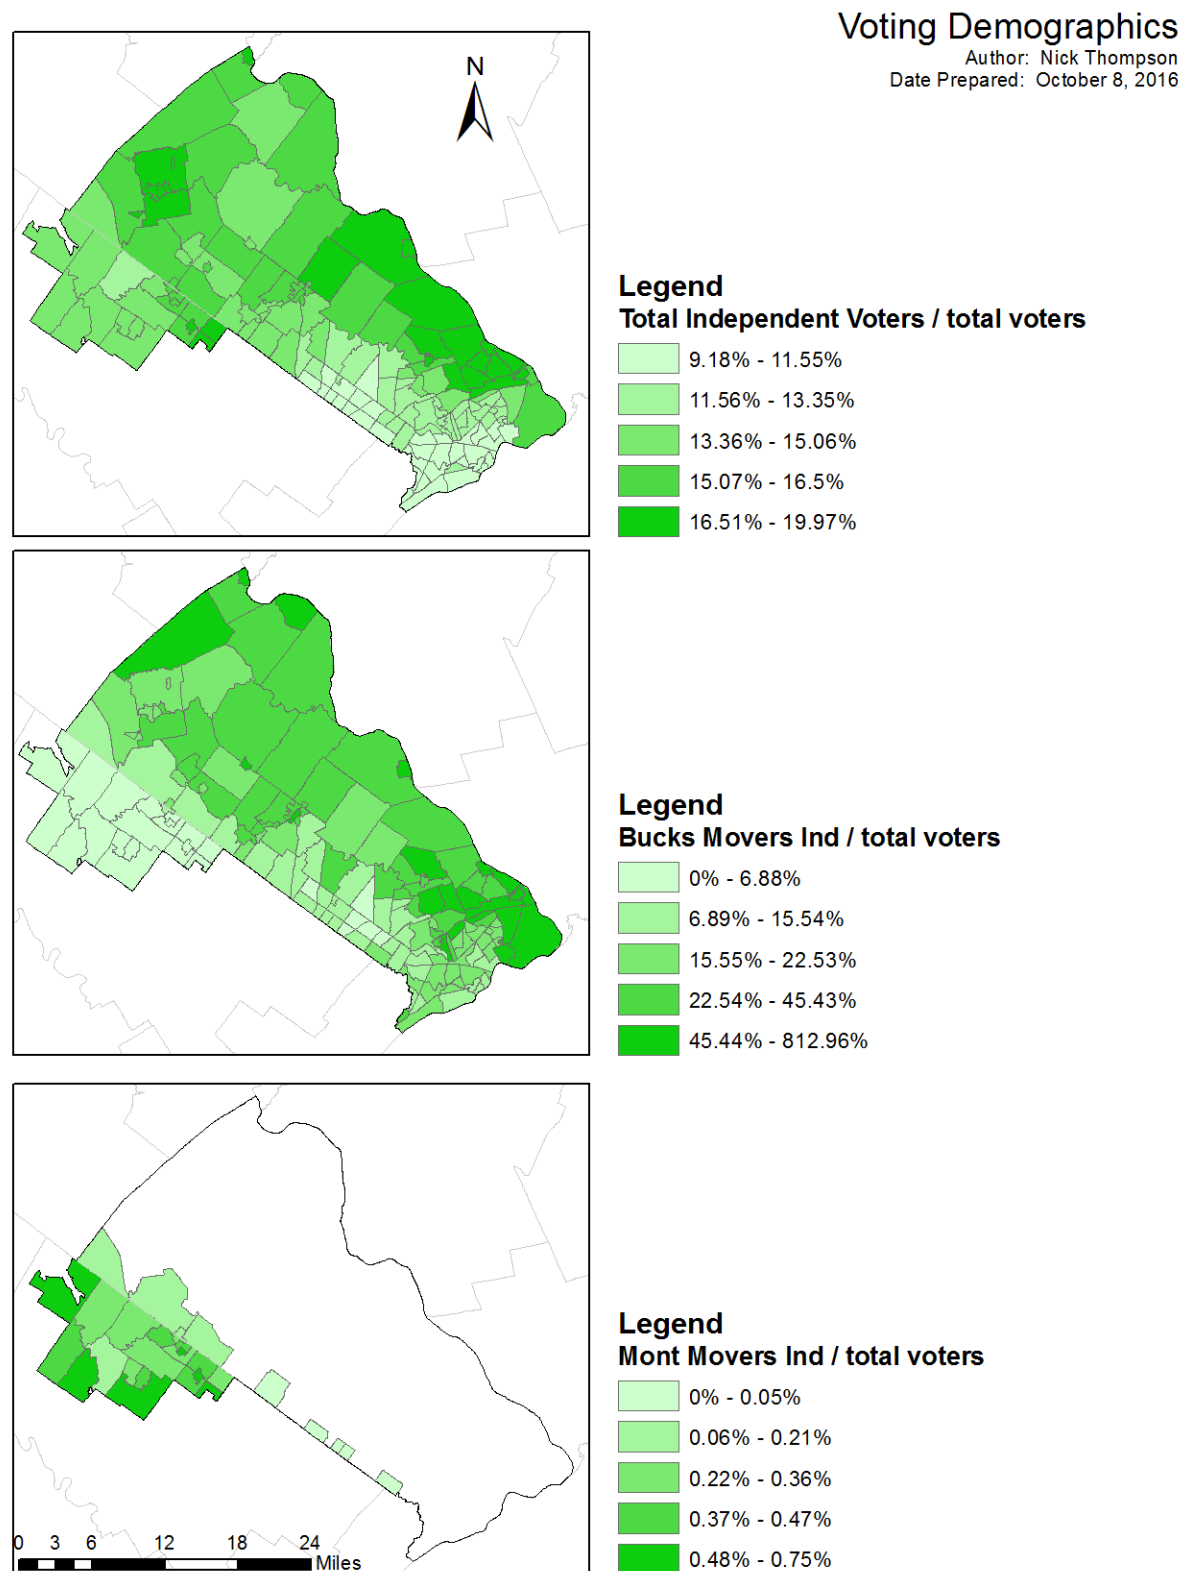 Voting Demographics
Author: Nick Thompson
Date Prepared: October 8, 2016
N
Legend
Total Independent Voters / total voters
9.18% - 11.55%
11.56% - 13.35%
13.36% - 15.06%
15.07% - 16.5%
16.51% - 19.97%
Legend
Bucks Movers Ind / total voters
0% - 6.88%
6.89% - 15.54%
15.55% - 22.53%
22.54% - 45.43%
45.44% - 812.96%
Legend
Mont Movers Ind / total voters
0% - 0.05%
0.06% - 0.21%
0.22% - 0.36%
0.37% - 0.47%
0.48% - 0.75%
0 3 6 12 18 24
Miles